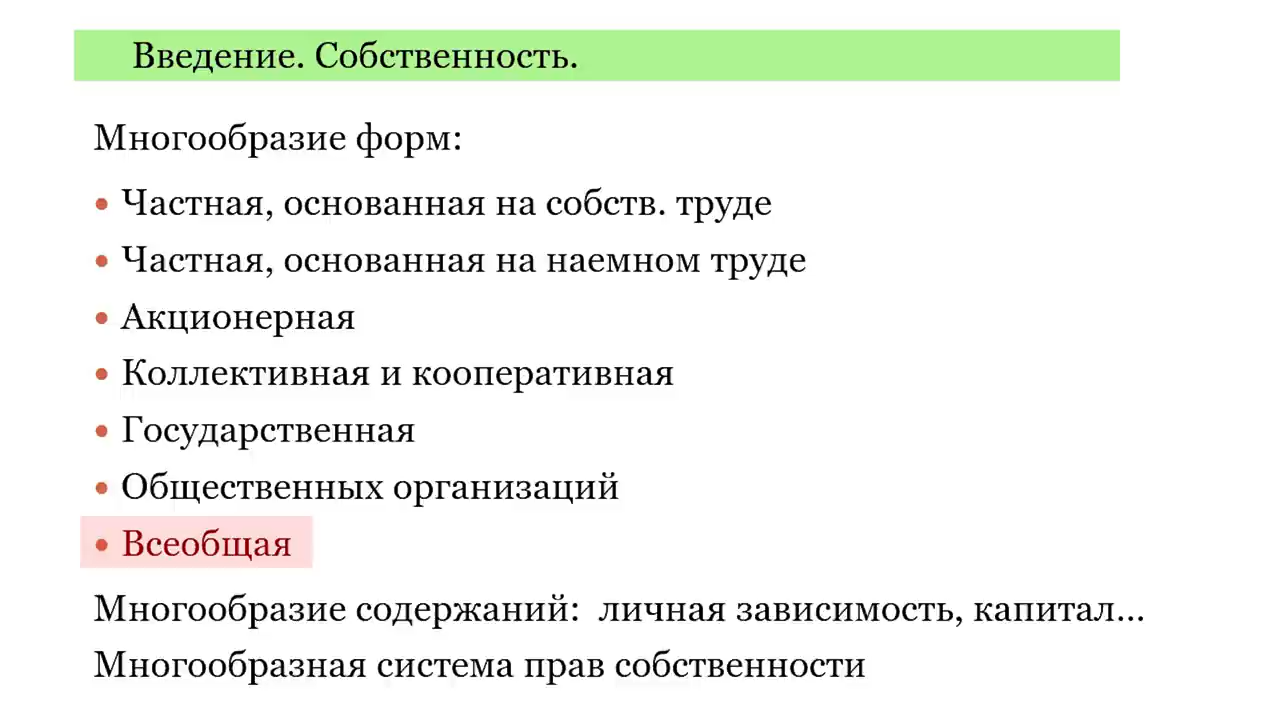 Введение. Собственность.
Многообразие форм:
• Частная, основанная на собств. труде
• Частная, основанная на наемном труде
• Акционерная
• Коллективная и кооперативная
• Государственная
• Общественных организаций
• Всеобщая
Многообразие содержаний: личная зависимость, капитал...
Многообразная система прав собственности